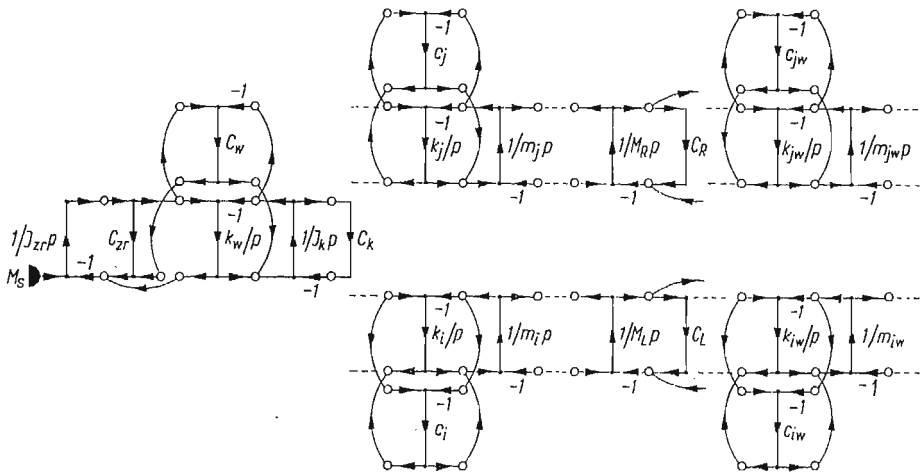 -1
C_j
-1
k_j/p
1/m_j p
-1
1/M_R p
-1
C_R
-1
C_jw
-1
k_jw/p
1/m_jw p
-1
-1
C_w
-1
1/J_zr p
C_zr
k_w/p
1/J_k p
C_k
M_S
-1
-1
-1
k_i/p
1/m_i p
-1
-1
C_i
1/M_L p
-1
C_L
-1
k_iw/p
1/m_iw
-1
-1
C_iw